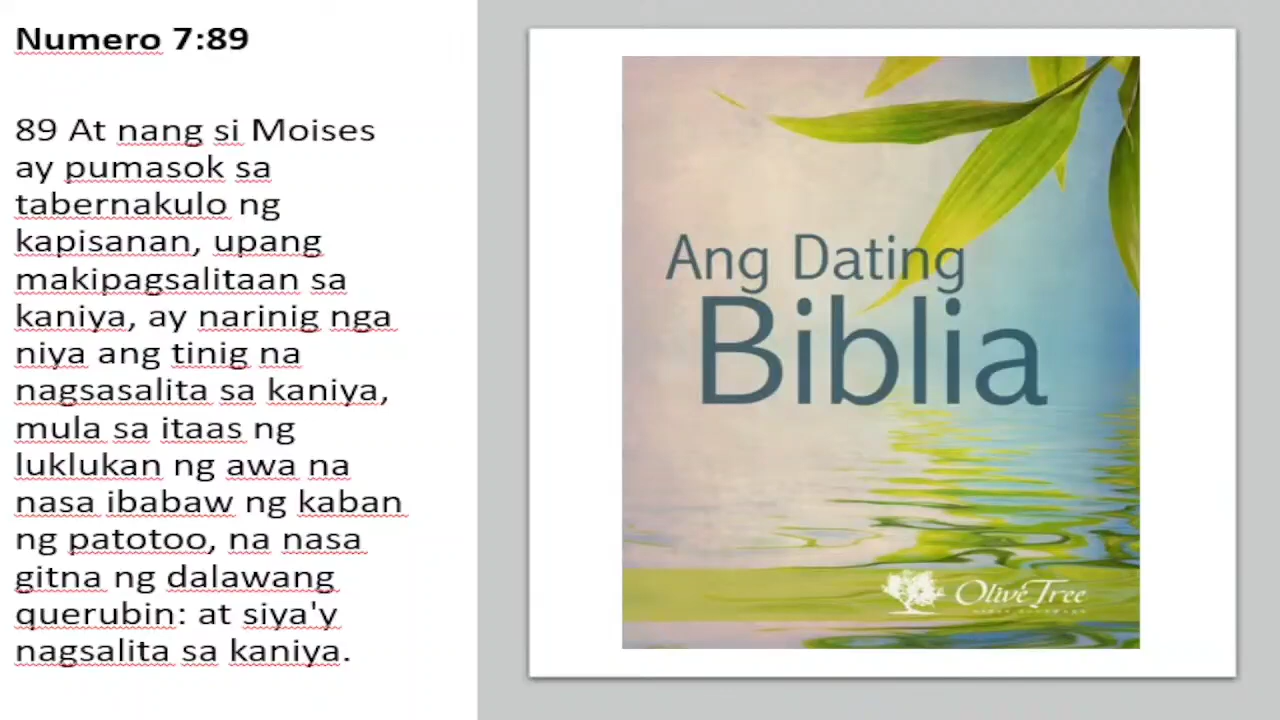 Numero 7:89
89 At nang si Moises
ay pumasok sa
tabernakulo ng
kapisanan, upang
makipagsalitaan sa
kaniya, ay narinig nga
niya ang tinig na
nagsasalita sa kaniya,
mula sa itaas ng
luklukan ng awa na
nasa ibabaw ng kaban
ng patotoo, na nasa
gitna ng dalawang
querubin: at siya'y
nagsalita sa kaniya.
Ang Dating
Biblia
Olive Tree